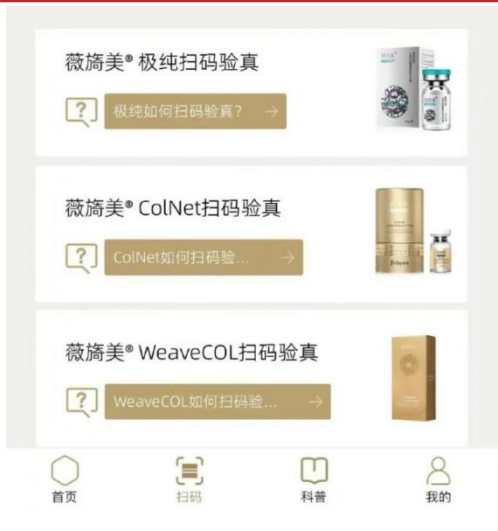 薇旖美® 极纯扫码验真
极纯如何扫码验真? →
薇旖美® ColNet扫码验真
ColNet如何扫码验... →
薇旖美® WeaveCOL扫码验真
WeaveCOL如何扫码验... →
首页
扫码
科普
我的